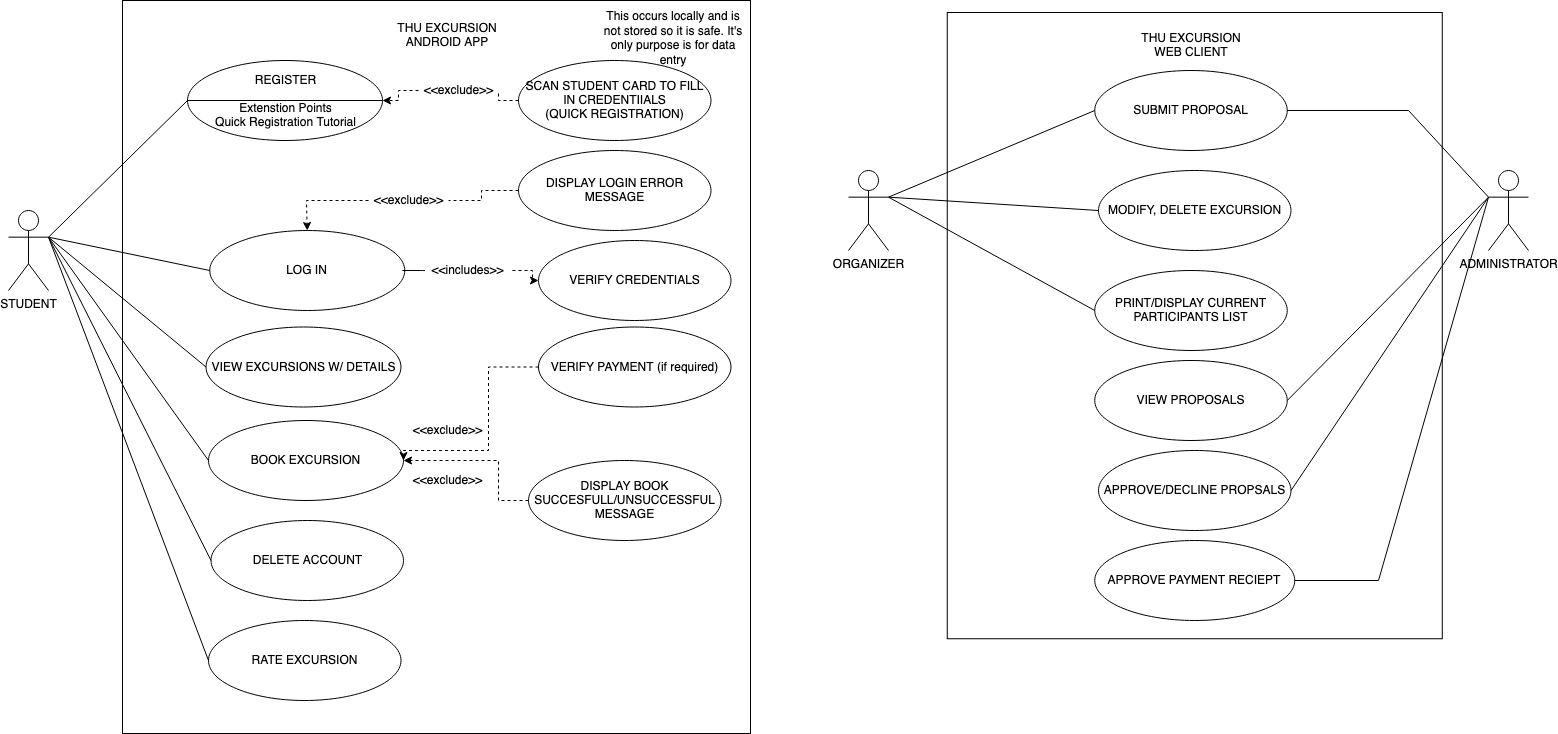 THU EXCURSION
ANDROID APP
This occurs locally and is
not stored so it is safe. It's
only purpose is for data
entry
REGISTER
Extenstion Points
Quick Registration Tutorial
<<exclude>>
SCAN STUDENT CARD TO FILL
IN CREDENTIIALS
(QUICK REGISTRATION)
<<exclude>>
DISPLAY LOGIN ERROR
MESSAGE
STUDENT
LOG IN
<<includes>>
VERIFY CREDENTIALS
VIEW EXCURSIONS W/ DETAILS
VERIFY PAYMENT (if required)
<<exclude>>
BOOK EXCURSION
<<exclude>>
DISPLAY BOOK
SUCCESFULL/UNSUCCESSFUL
MESSAGE
DELETE ACCOUNT
RATE EXCURSION
THU EXCURSION
WEB CLIENT
SUBMIT PROPOSAL
MODIFY, DELETE EXCURSION
ORGANIZER
ADMINISTRATOR
PRINT/DISPLAY CURRENT
PARTICIPANTS LIST
VIEW PROPOSALS
APPROVE/DECLINE PROPSALS
APPROVE PAYMENT RECIEPT